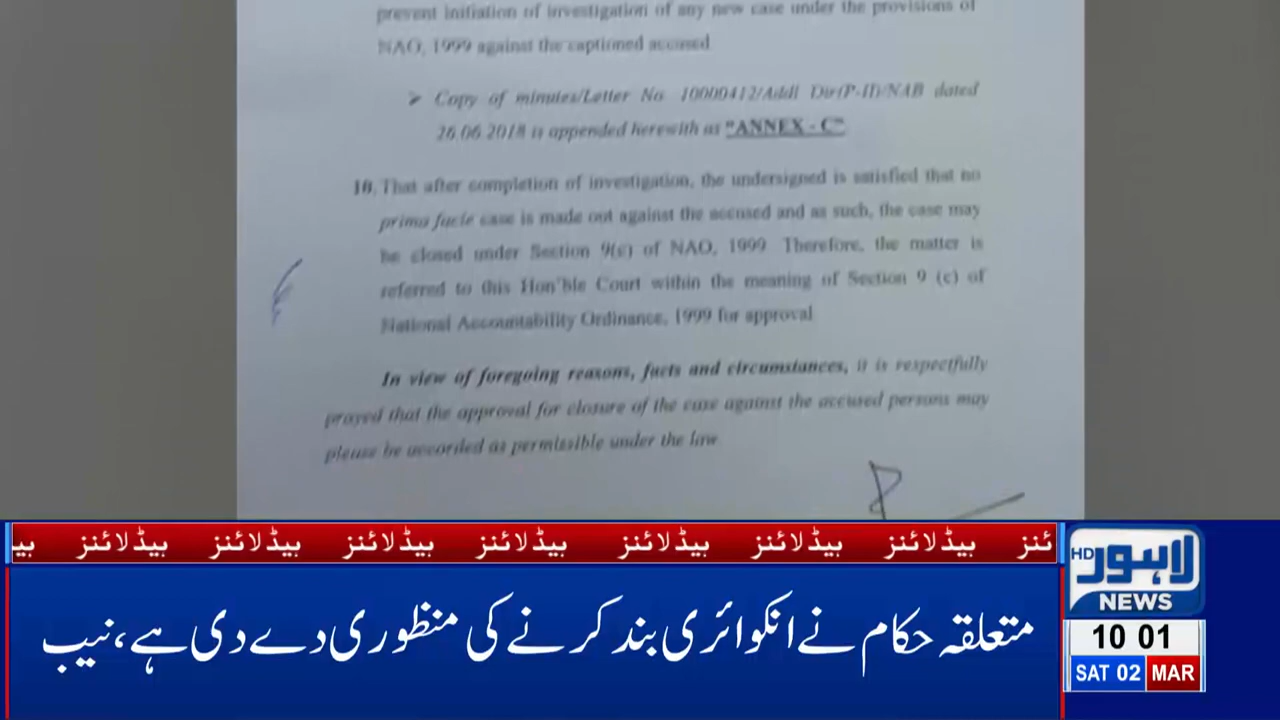 prevent initiation of investigation of any new case under the provisions of
NAO, 1999 against the captioned accused
➤ Copy of minutes/Letter No. 10000412/Addl Dir(P-II)/NAB dated
26.06.2018 is appended herewith as "ANNEX - C"
10. That after completion of investigation, the undersigned is satisfied that no
prima facie case is made out against the accused and as such, the case may
be closed under Section 9(c) of NAO, 1999. Therefore, the matter is
referred to this Hon'ble Court within the meaning of Section 9 (c) of
National Accountability Ordinance, 1999 for approval
In view of foregoing reasons, facts and circumstances, it is respectfully
prayed that the approval for closure of the case against the accused persons may
please be accorded as permissible under the law
ئنز ہیڈلائنز ہیڈلائنز ہیڈلائنز ہیڈلائنز ہیڈلائنز ہیڈلائنز ہیڈلائنز ہی
متعلقہ حکام نے انکوائری بند کرنے کی منظوری دے دی ہے، نیب
لاہور HD
NEWS
10 01
SAT 02 MAR